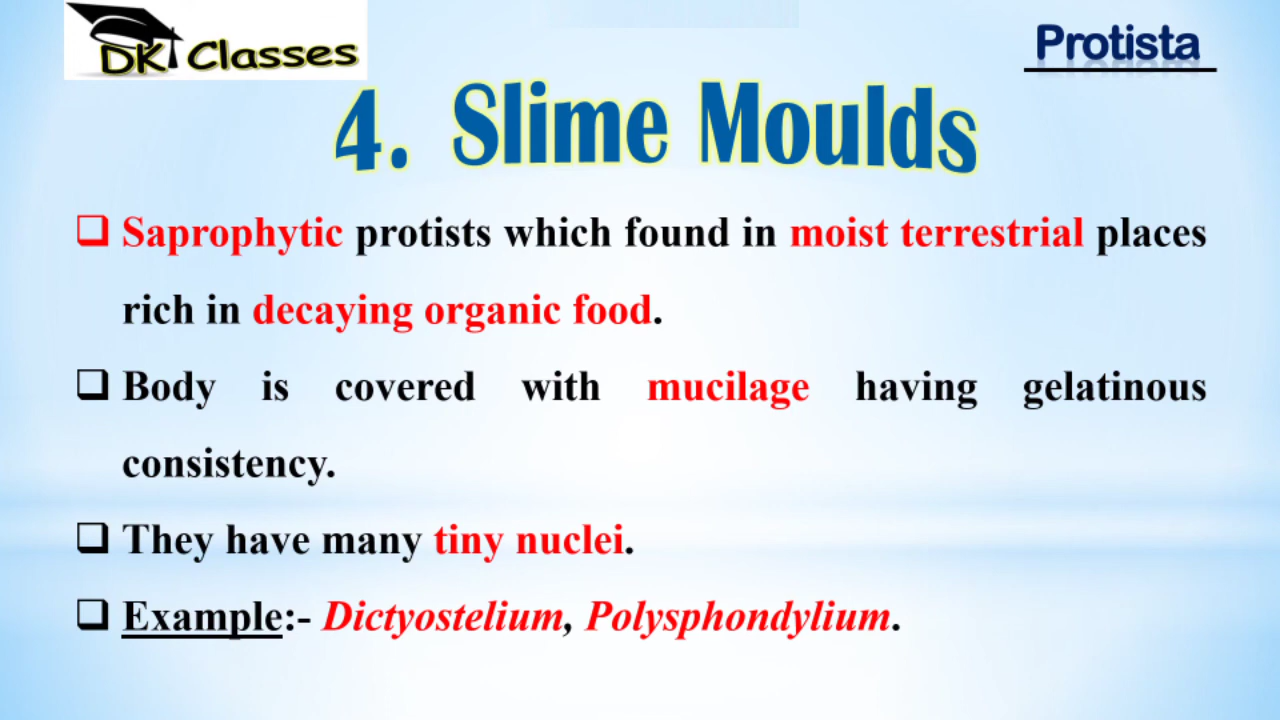 DK Classes
Protista
4. Slime Moulds
❑ Saprophytic protists which found in moist terrestrial places
rich in decaying organic food.
❑ Body is covered with mucilage having gelatinous
consistency.
❑ They have many tiny nuclei.
❑ Example:- Dictyostelium, Polysphondylium.